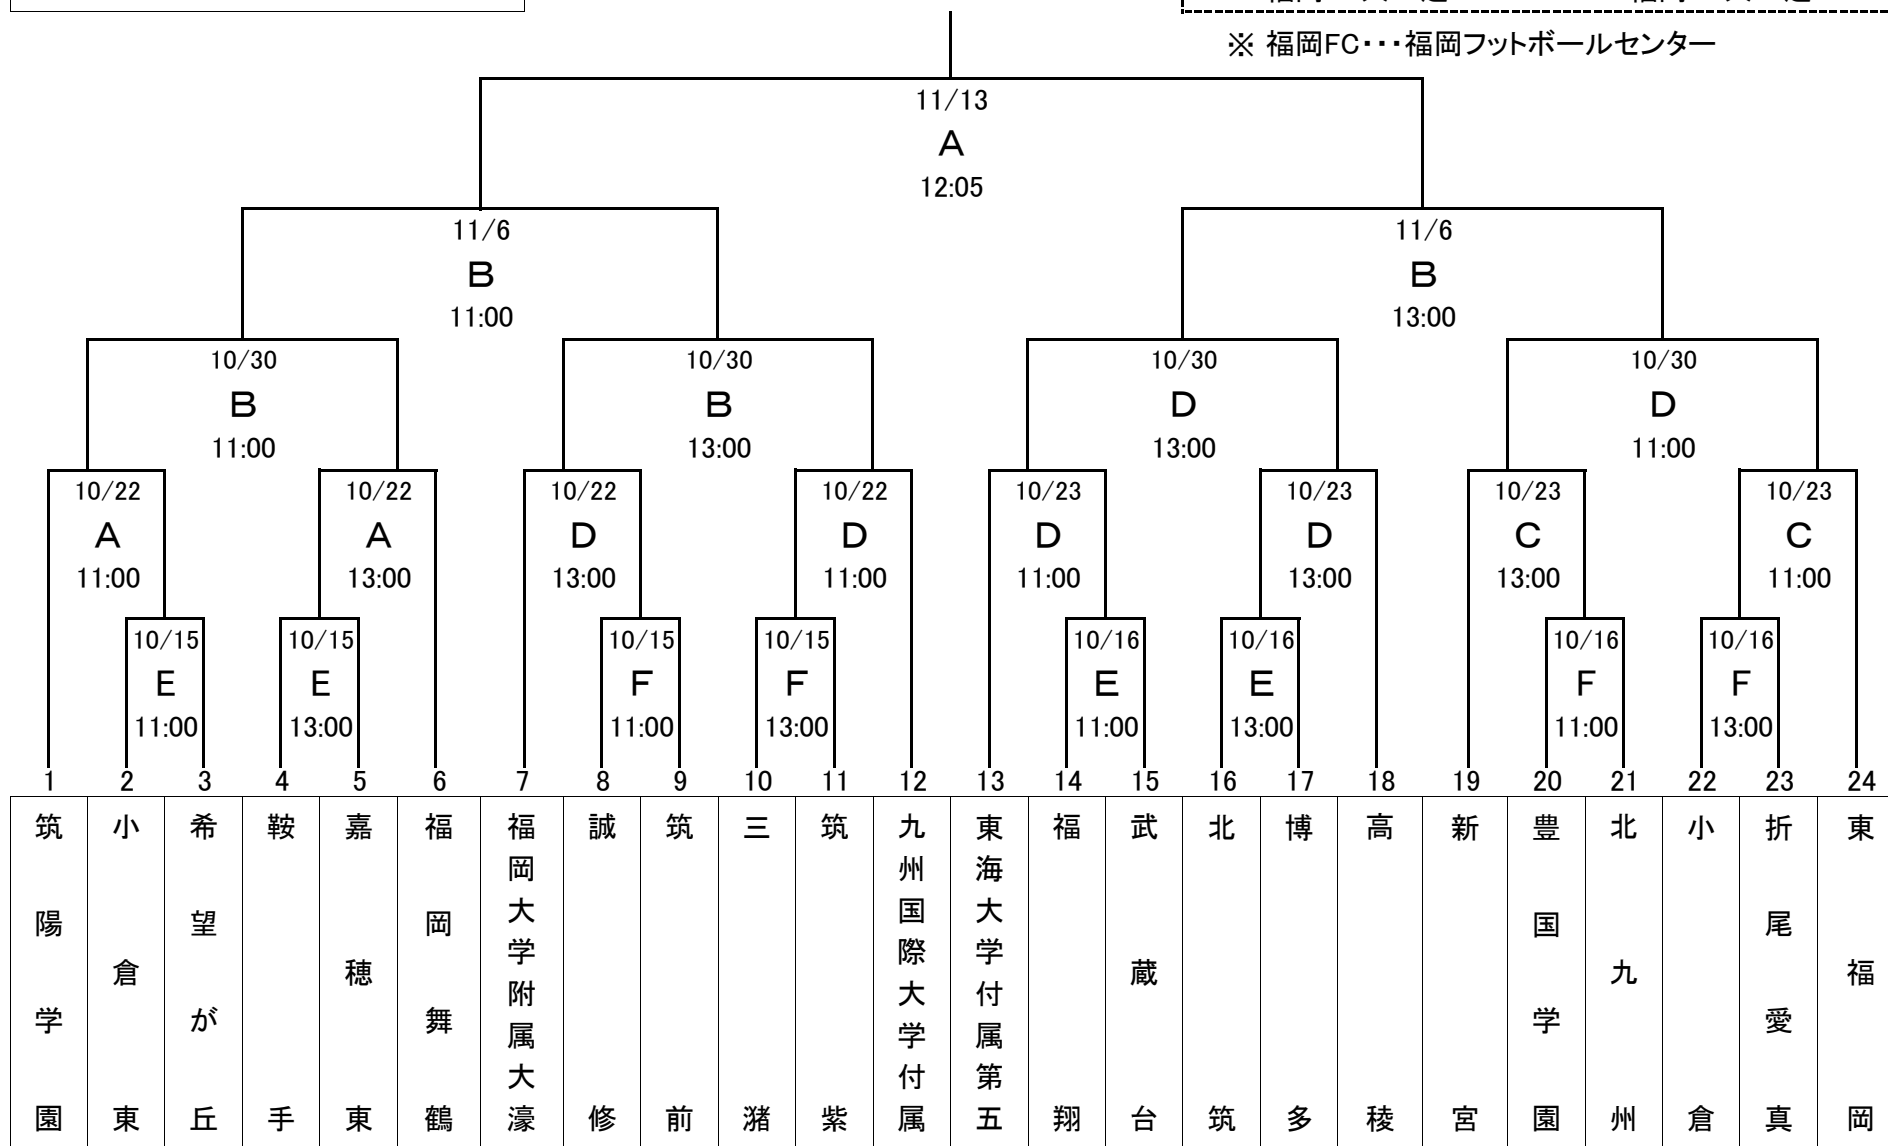 ※ 福岡FC・・・福岡フットボールセンター
11/13
A
12:05
11/6
B
11:00
11/6
B
13:00
10/30
B
11:00
10/30
B
13:00
10/30
D
13:00
10/30
D
11:00
10/22
A
11:00
10/22
A
13:00
10/22
D
13:00
10/22
D
11:00
10/23
D
11:00
10/23
D
13:00
10/23
C
13:00
10/23
C
11:00
10/15
E
11:00
10/15
E
13:00
10/15
F
11:00
10/15
F
13:00
10/16
E
11:00
10/16
E
13:00
10/16
F
11:00
10/16
F
13:00
1 2 3 4 5 6 7 8 9 10 11 12 13 14 15 16 17 18 19 20 21 22 23 24
筑陽学園
小倉東
希望が丘
鞍手
嘉穂東
福岡舞鶴
福岡大学附属大濠
誠修
筑前
三潴
筑紫
九州国際大学付属
東海大学付属第五
福翔
武蔵台
北筑
博多
高稜
新宮
豊国学園
北九州
小倉
折尾愛真
東福岡